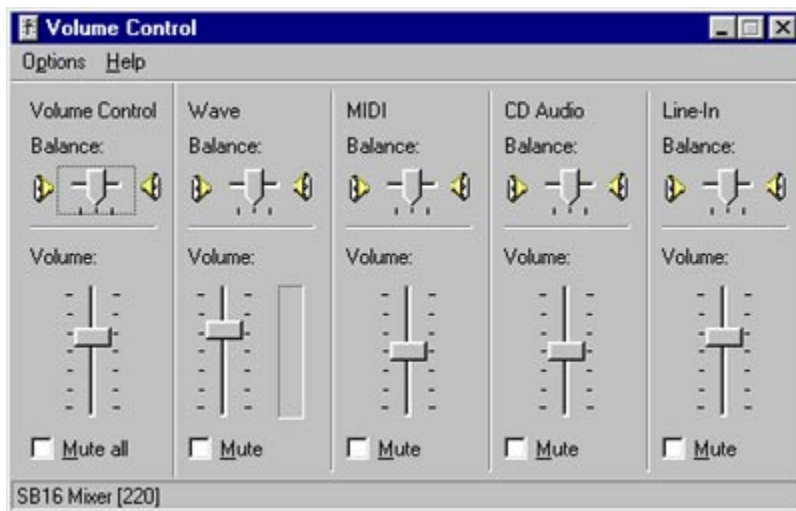 Volume Control
Options Help
Volume Control Wave MIDI CD Audio Line-In
Balance: Balance: Balance: Balance: Balance:
Volume: Volume: Volume: Volume: Volume:
Mute all Mute Mute Mute Mute
SB16 Mixer [220]